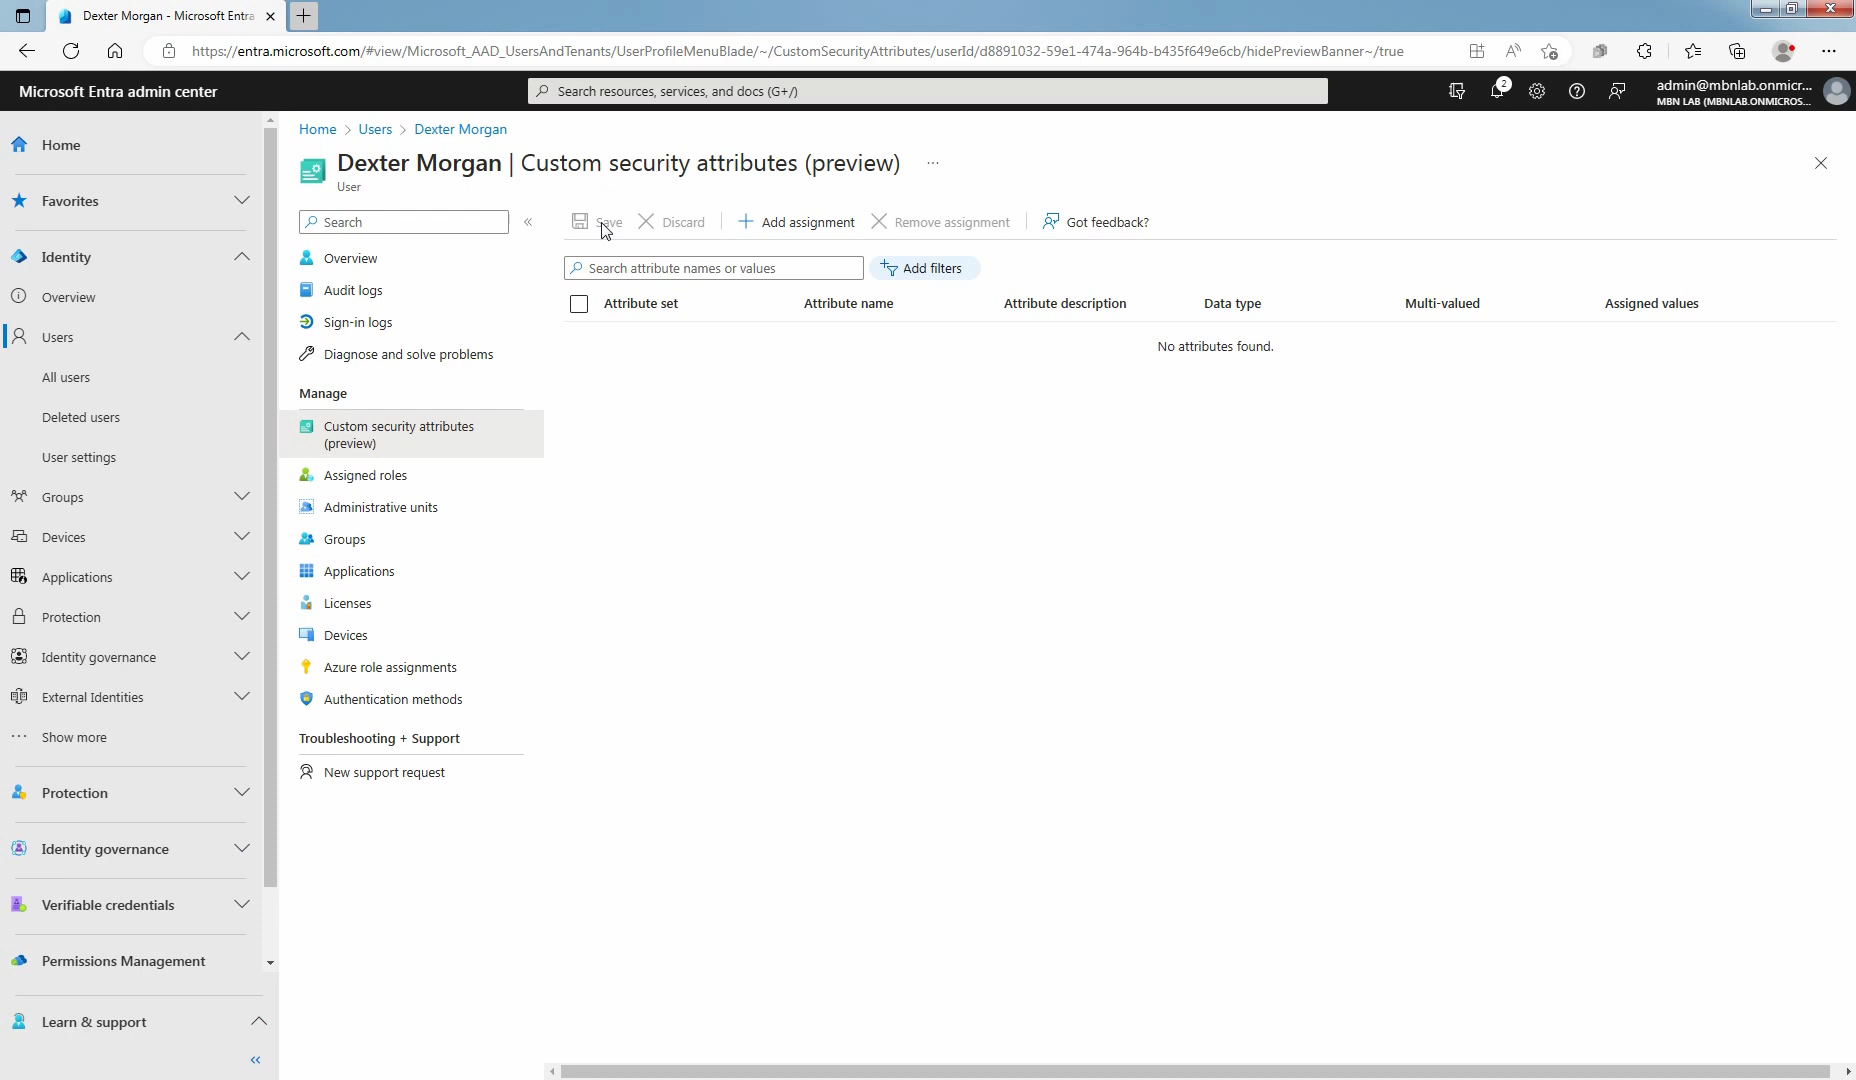 Dexter Morgan - Microsoft Entra
https://entra.microsoft.com/#view/Microsoft_AAD_UsersAndTenants/UserProfileMenuBlade/~/CustomSecurityAttributes/userId/d8891032-59e1-474a-964b-b435f649e6cb/hidePreviewBanner~/true
Microsoft Entra admin center
Search resources, services, and docs (G+/)
2
admin@mbnlab.onmicr...
MBN LAB (MBNLAB.ONMICROS...
Home
Favorites
Identity
Overview
Users
All users
Deleted users
User settings
Groups
Devices
Applications
Protection
Identity governance
External Identities
Show more
Protection
Identity governance
Verifiable credentials
Permissions Management
Learn & support
Home > Users > Dexter Morgan
Dexter Morgan | Custom security attributes (preview)
User
Search
Overview
Audit logs
Sign-in logs
Diagnose and solve problems
Manage
Custom security attributes
(preview)
Assigned roles
Administrative units
Groups
Applications
Licenses
Devices
Azure role assignments
Authentication methods
Troubleshooting + Support
New support request
Save Discard Add assignment Remove assignment Got feedback?
Search attribute names or values Add filters
Attribute set Attribute name Attribute description Data type Multi-valued Assigned values
No attributes found.